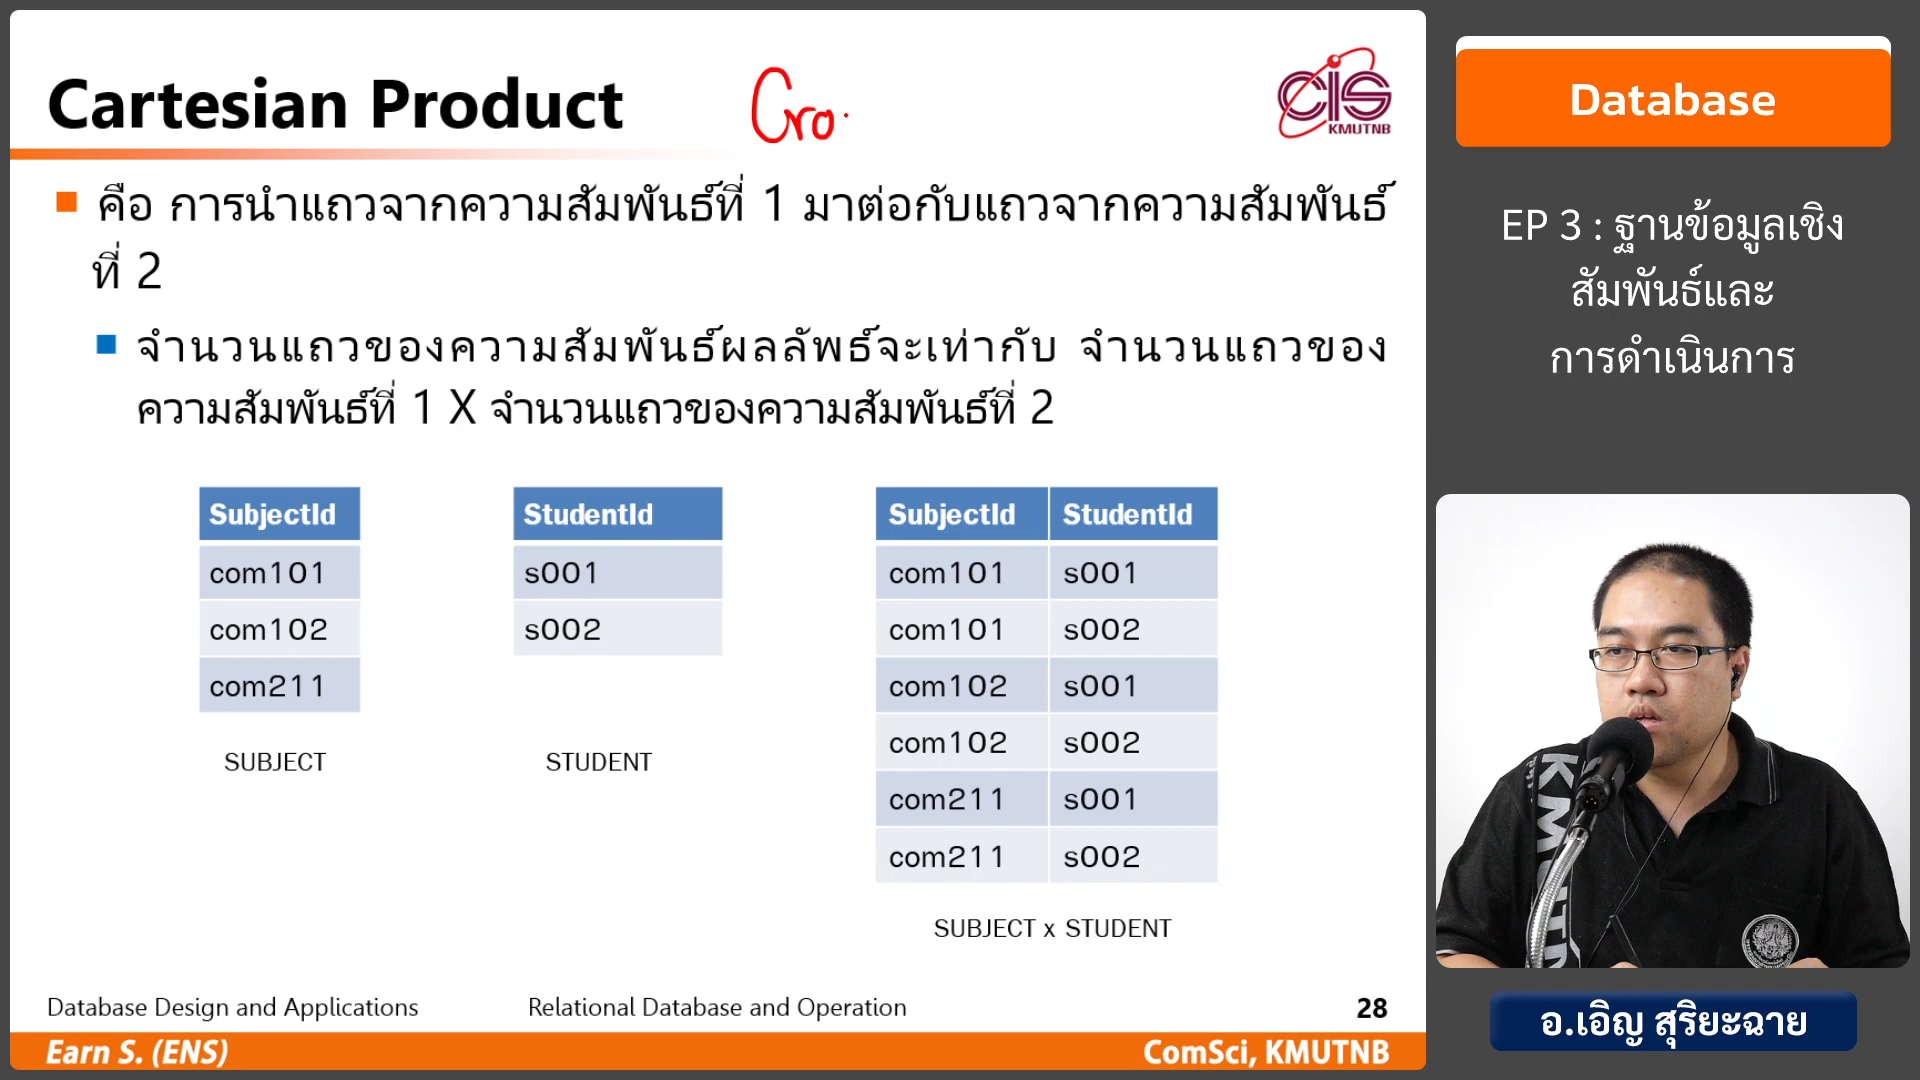 Cartesian Product
Cro
CIS
KMUTNB
คือ การนำแถวจากความสัมพันธ์ที่ 1 มาต่อกับแถวจากความสัมพันธ์
ที่ 2
จำนวนแถวของความสัมพันธ์ผลลัพธ์จะเท่ากับ จำนวนแถวของ
ความสัมพันธ์ที่ 1 X จำนวนแถวของความสัมพันธ์ที่ 2
SubjectId
com101
com102
com211
SUBJECT
StudentId
s001
s002
STUDENT
SubjectId StudentId
com101 s001
com101 s002
com102 s001
com102 s002
com211 s001
com211 s002
SUBJECT x STUDENT
Database Design and Applications Relational Database and Operation 28
Earn S. (ENS) ComSci, KMUTNB
Database
EP 3 : ฐานข้อมูลเชิง
สัมพันธ์และ
การดำเนินการ
KMUTN
อ.เอิญ สุริยะฉาย